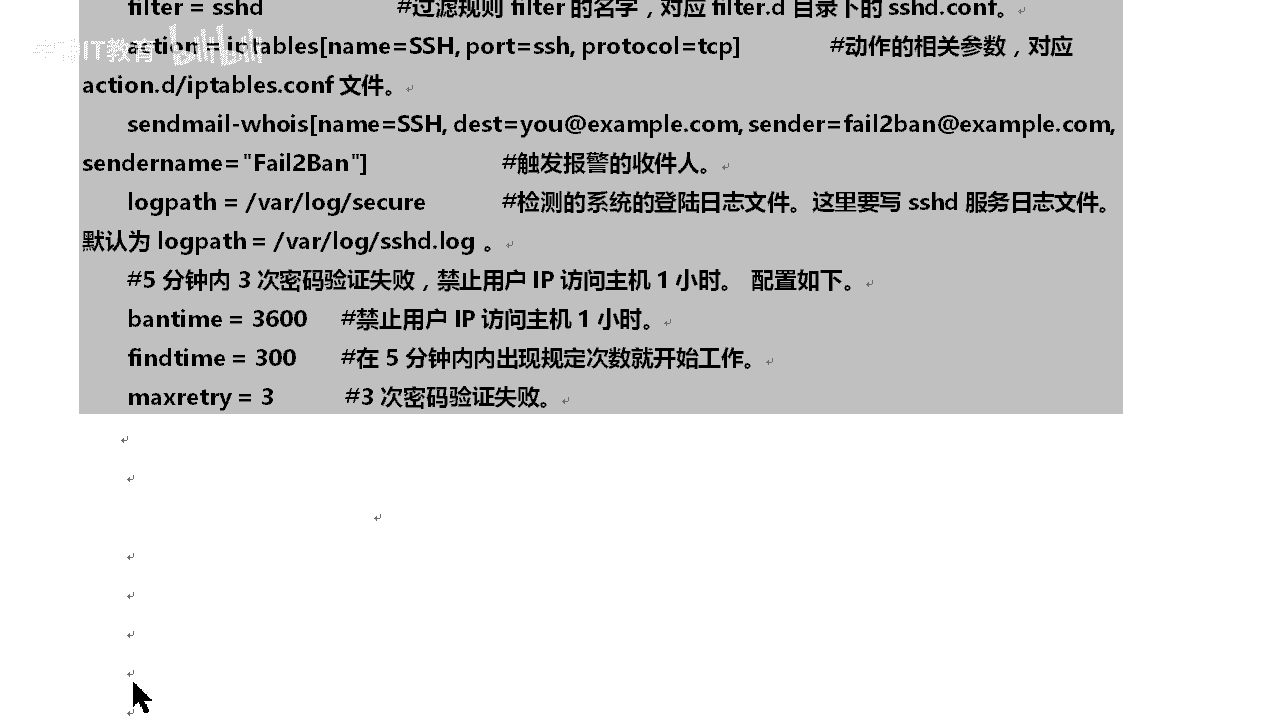 filter = sshd #过滤规则 filter 的名字，对应 filter.d 目录下的 sshd.conf。
action = iptables[name=SSH, port=ssh, protocol=tcp] #动作的相关参数，对应
action.d/iptables.conf 文件。
sendmail-whois[name=SSH, dest=you@example.com, sender=fail2ban@example.com,
sendername="Fail2Ban"] #触发报警的收件人。
logpath = /var/log/secure #检测的系统的登陆日志文件。这里要写 sshd 服务日志文件。
默认为 logpath = /var/log/sshd.log 。
#5 分钟内 3 次密码验证失败，禁止用户 IP 访问主机 1 小时。 配置如下。
bantime = 3600 #禁止用户 IP 访问主机 1 小时。
findtime = 300 #在 5 分钟内内出现规定次数就开始工作。
maxretry = 3 #3 次密码验证失败。
IT教育 bilibili